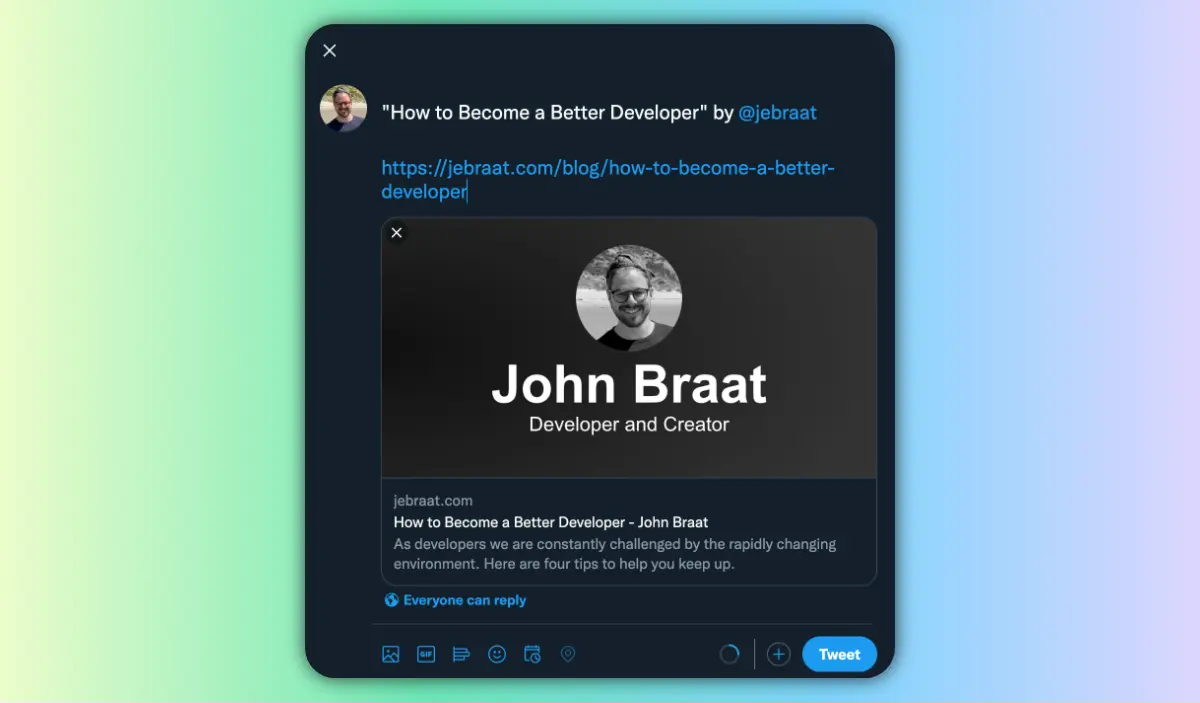 "How to Become a Better Developer" by @jebraat
https://jebraat.com/blog/how-to-become-a-better-
developer
John Braat
Developer and Creator
jebraat.com
How to Become a Better Developer - John Braat
As developers we are constantly challenged by the rapidly changing
environment. Here are four tips to help you keep up.
Everyone can reply
GIF
Tweet